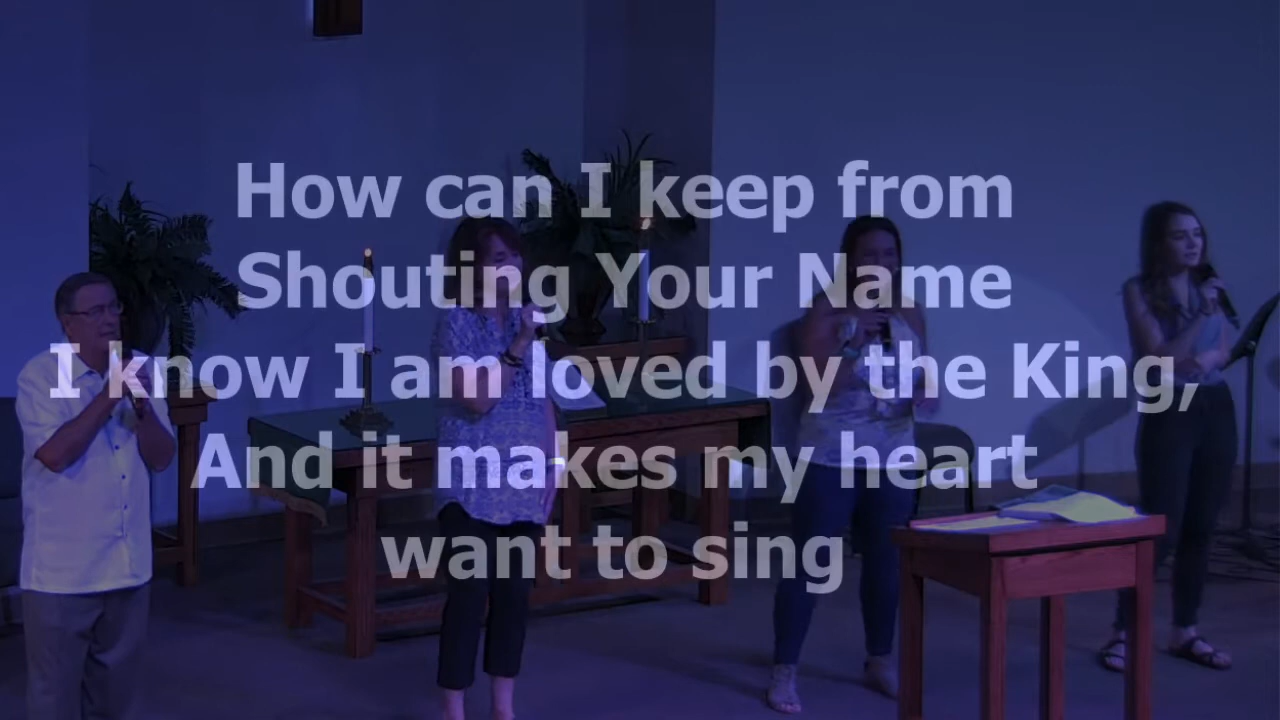 How can I keep from
Shouting Your Name
I know I am loved by the King,
And it makes my heart
want to sing